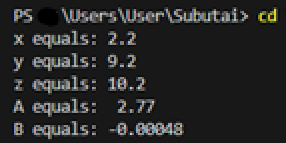 PS \Users\User\Subutai> cd
x equals: 2.2
y equals: 9.2
z equals: 10.2
A equals:  2.77
B equals: -0.00048